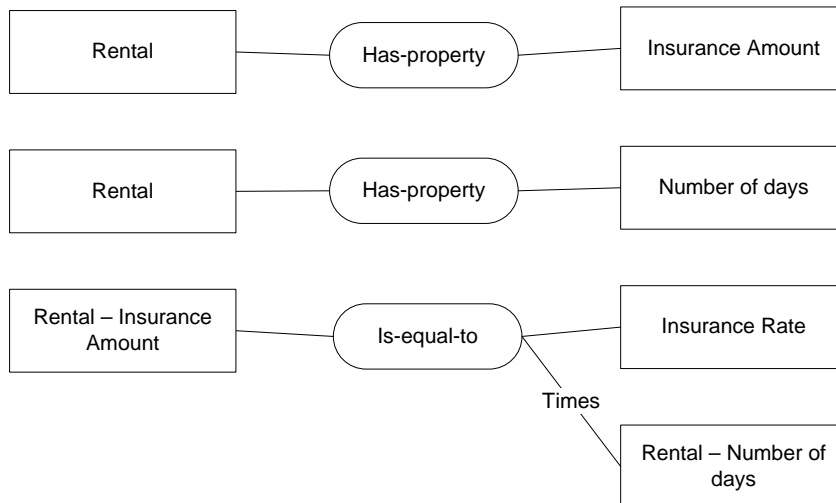 Rental
Has-property
Insurance Amount
Rental
Has-property
Number of days
Rental – Insurance
Amount
Is-equal-to
Insurance Rate
Times
Rental – Number of
days